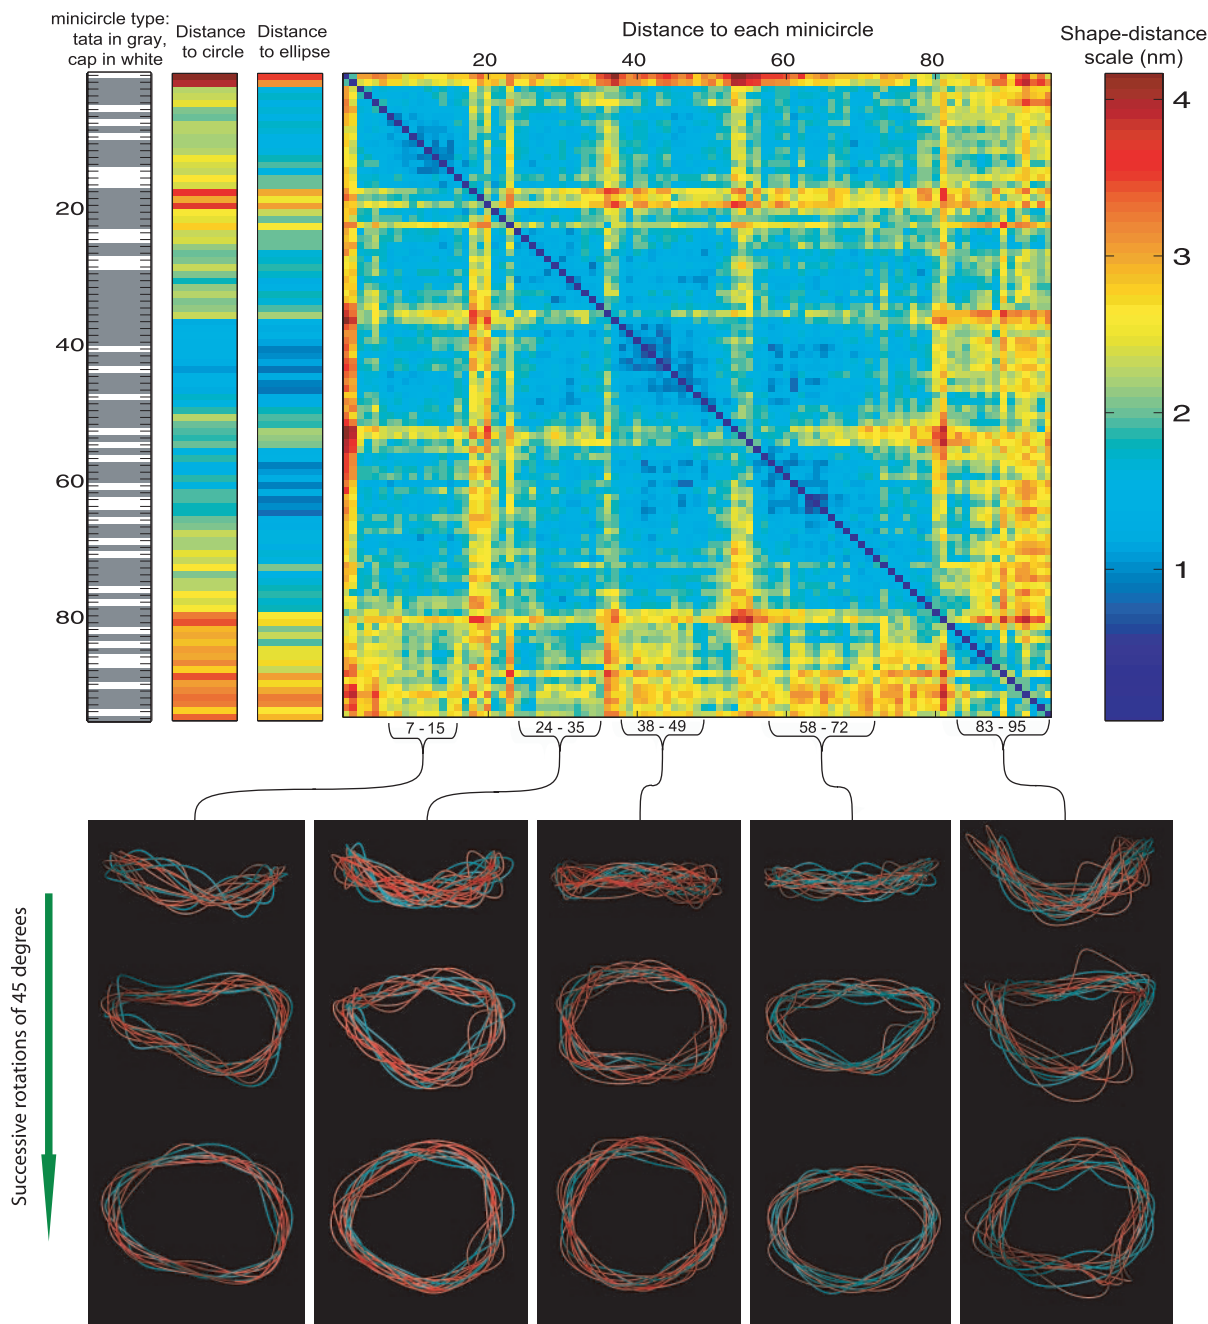 minicircle type:
tata in gray,
cap in white
Distance
to circle
Distance
to ellipse
Distance to each minicircle
Shape-distance
scale (nm)
20 40 60 80
20
40
60
80
4
3
2
1
7 - 15
24 - 35
38 - 49
58 - 72
83 - 95
Successive rotations of 45 degrees